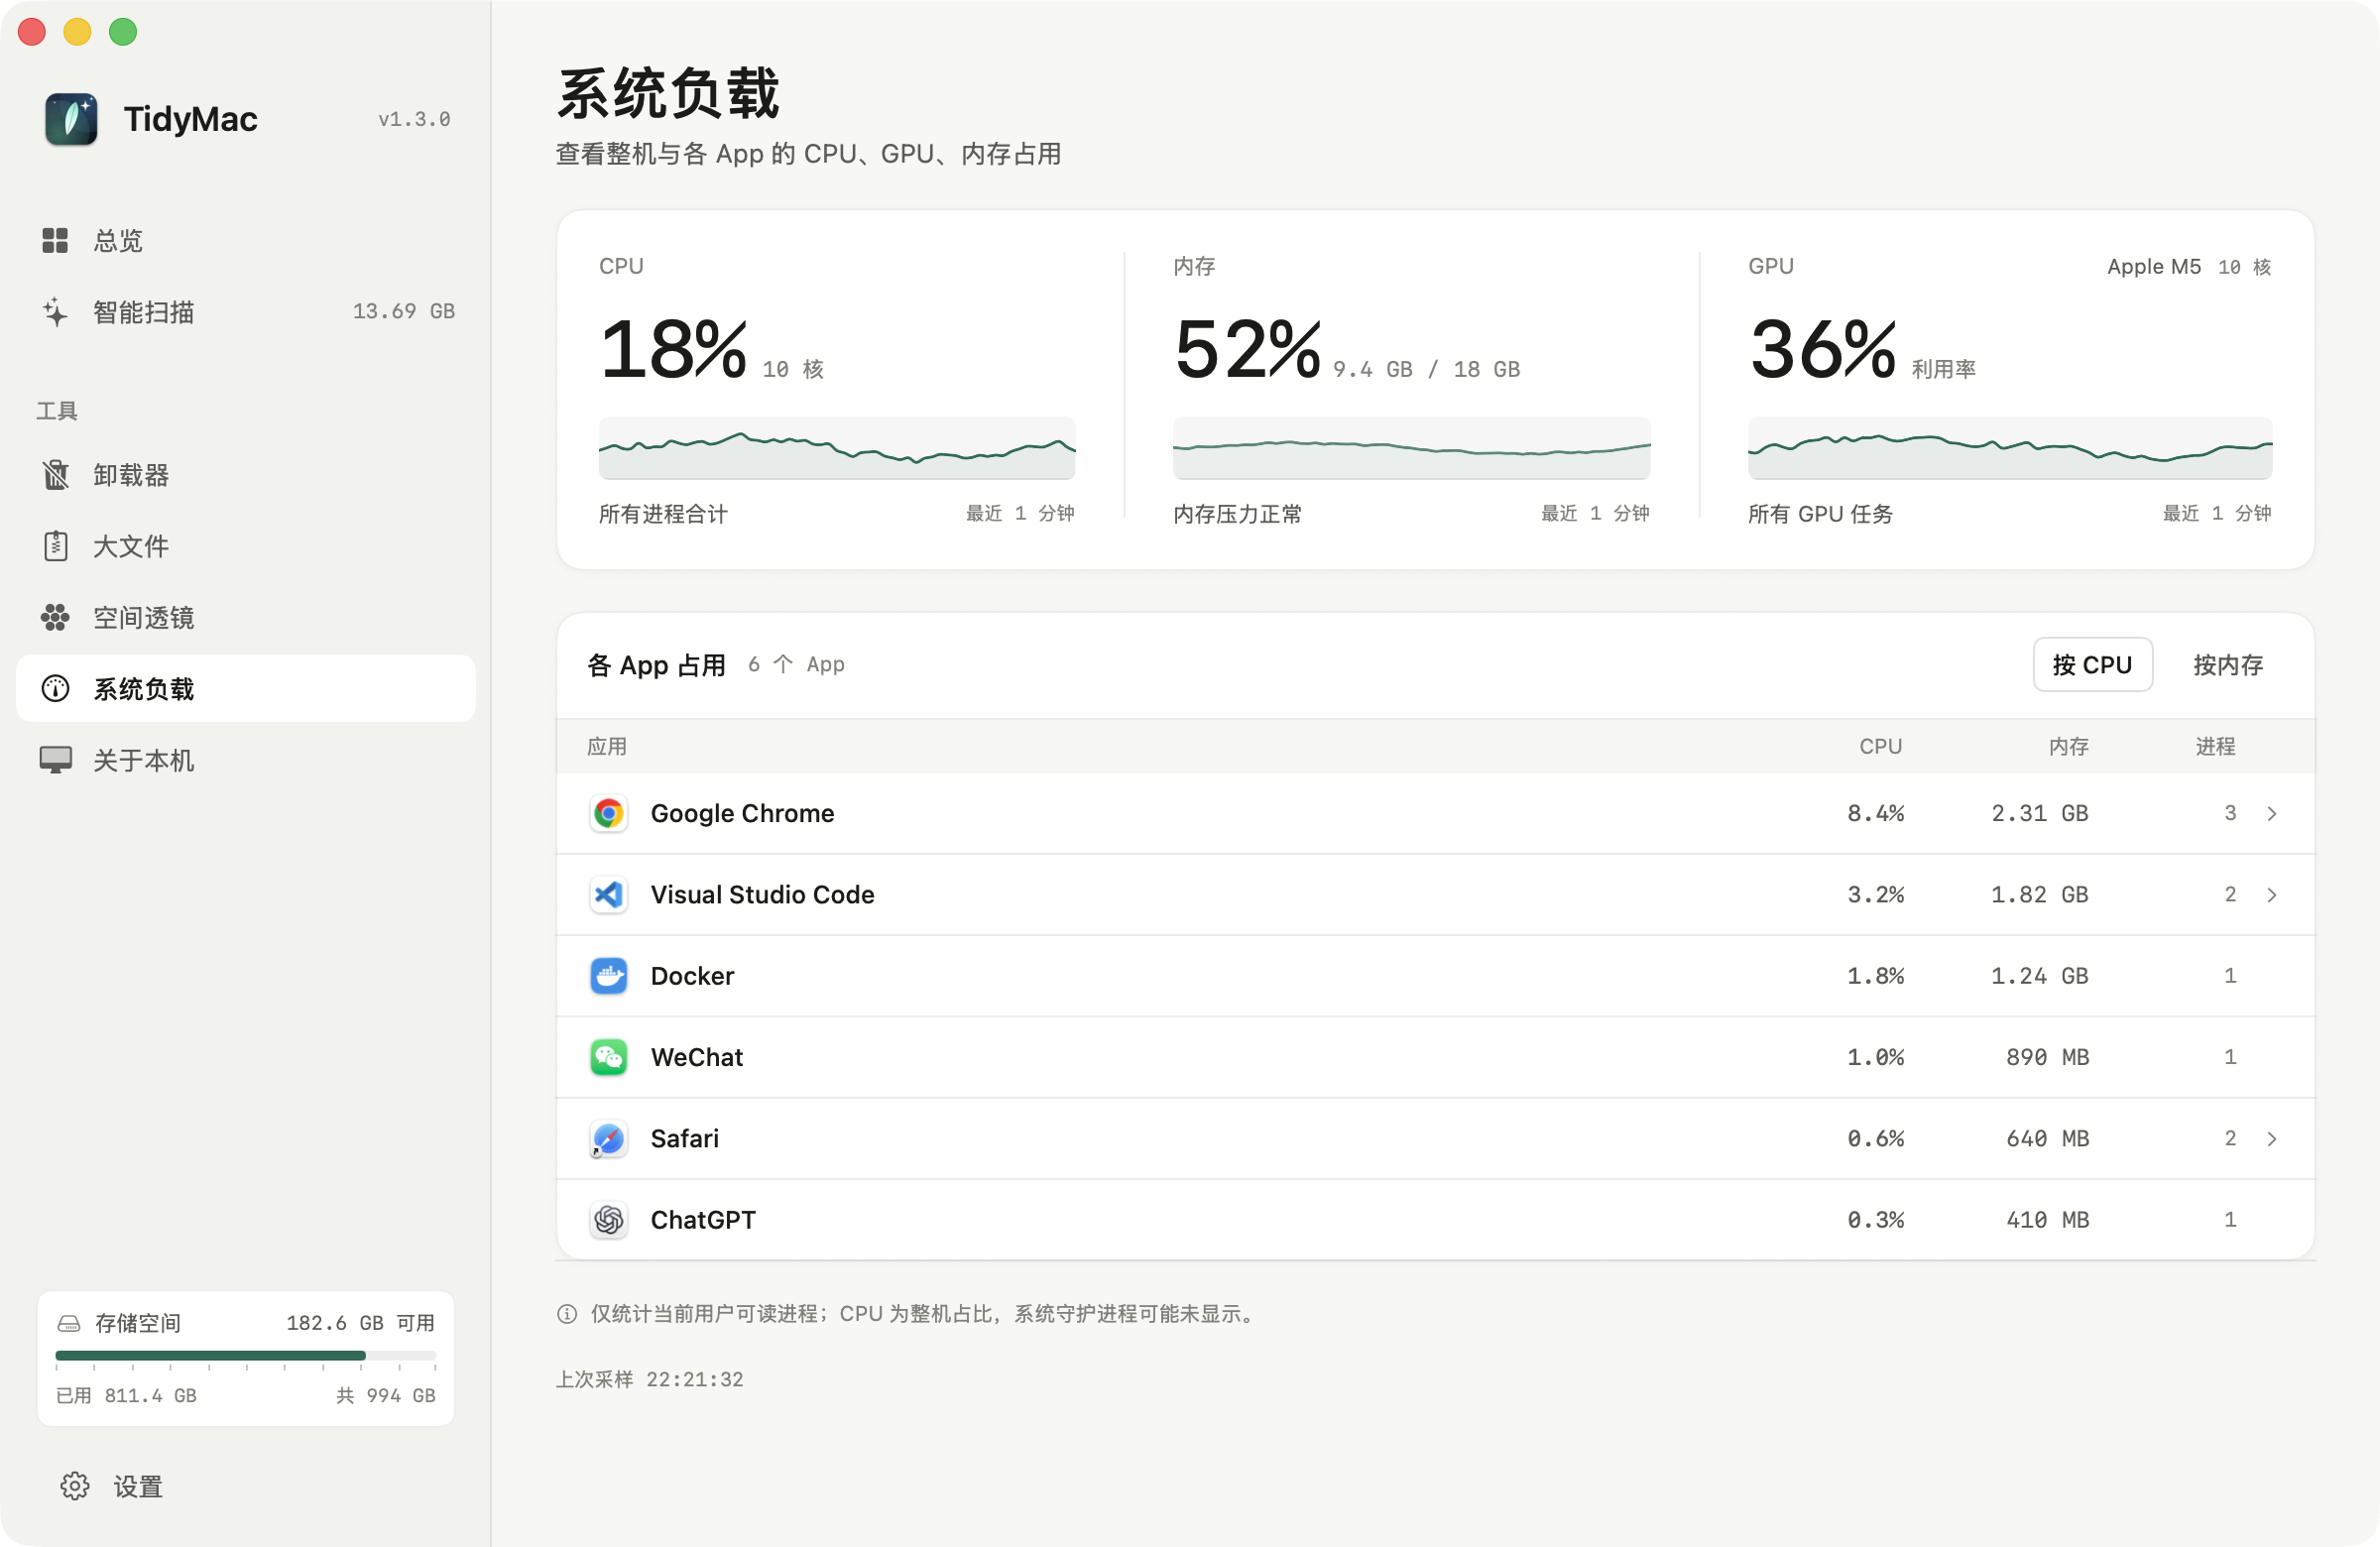 TidyMac v1.3.0
总览
智能扫描 13.69 GB
工具
卸载器
大文件
空间透镜
系统负载
关于本机
存储空间 182.6 GB 可用
已用 811.4 GB 共 994 GB
设置
系统负载
查看整机与各 App 的 CPU、GPU、内存占用
CPU
18% 10 核
所有进程合计 最近 1 分钟
内存
52% 9.4 GB / 18 GB
内存压力正常 最近 1 分钟
GPU Apple M5 10 核
36% 利用率
所有 GPU 任务 最近 1 分钟
各 App 占用 6 个 App 按 CPU 按内存
应用 CPU 内存 进程
Google Chrome 8.4% 2.31 GB 3
Visual Studio Code 3.2% 1.82 GB 2
Docker 1.8% 1.24 GB 1
WeChat 1.0% 890 MB 1
Safari 0.6% 640 MB 2
ChatGPT 0.3% 410 MB 1
仅统计当前用户可读进程；CPU 为整机占比，系统守护进程可能未显示。
上次采样 22:21:32